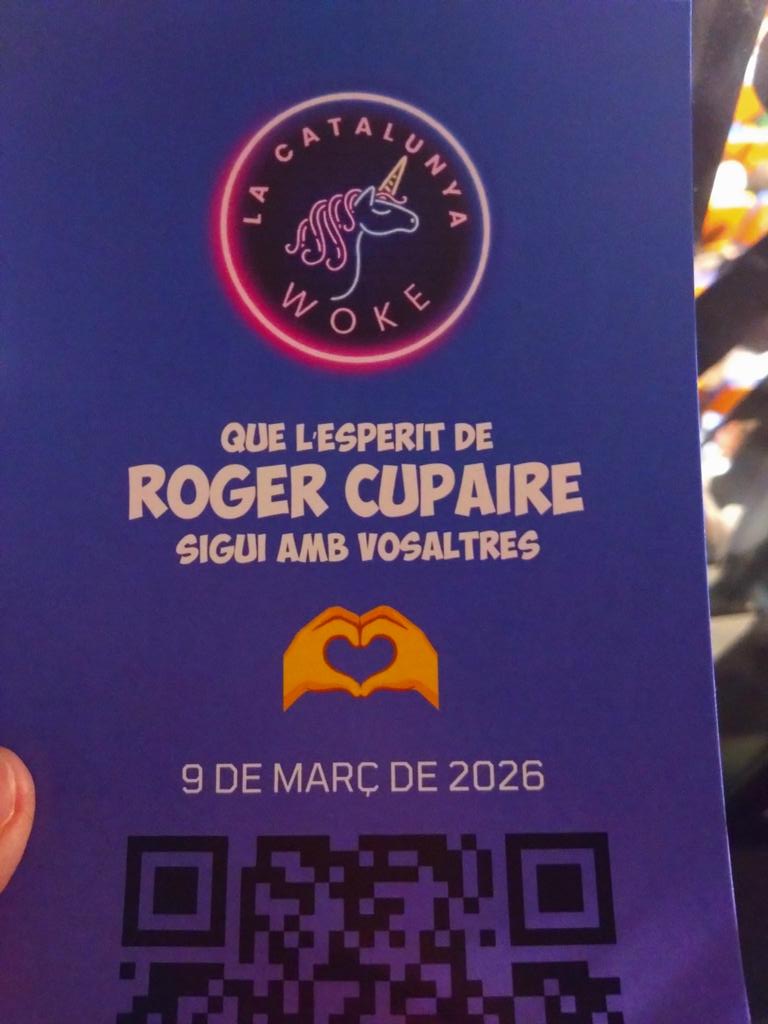 LA CATALUNYA
WOKE
QUE L'ESPERIT DE
ROGER CUPAIRE
SIGUI AMB VOSALTRES
9 DE MARÇ DE 2026